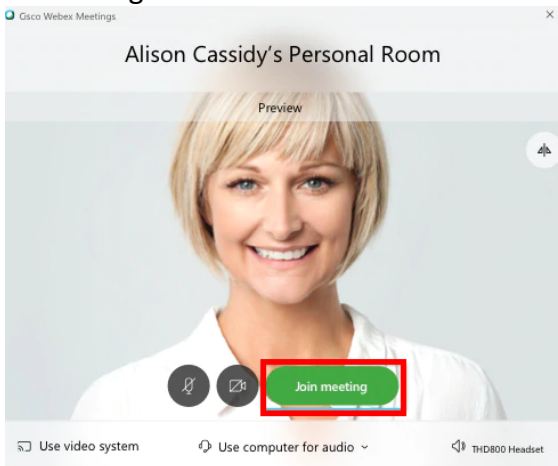 Cisco Webex Meetings
Alison Cassidy's Personal Room
Preview
Join meeting
Use video system
Use computer for audio
THD800 Headset